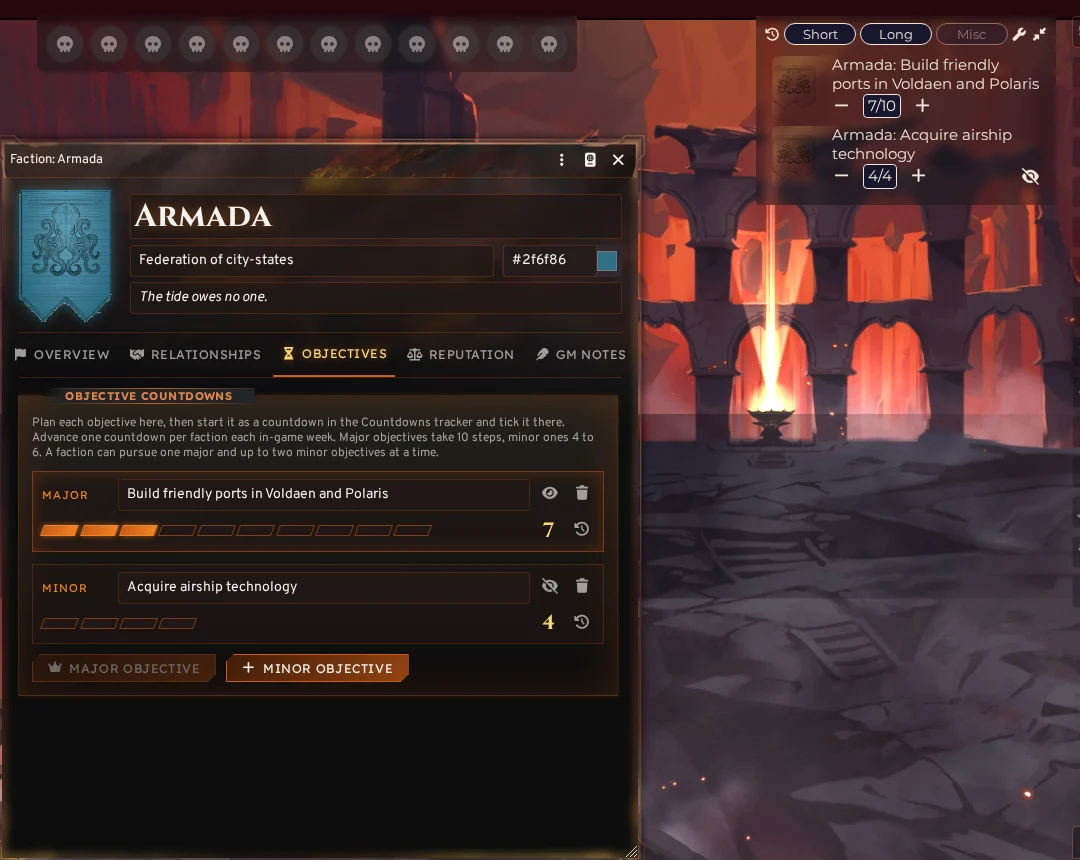 Short
Long
Misc
Armada: Build friendly
ports in Voldaen and Polaris
7/10
Armada: Acquire airship
technology
4/4
Faction: Armada
Armada
Federation of city-states
#2f6f86
The tide owes no one.
OVERVIEW
RELATIONSHIPS
OBJECTIVES
REPUTATION
GM NOTES
OBJECTIVE COUNTDOWNS
Plan each objective here, then start it as a countdown in the Countdowns tracker and tick it there.
Advance one countdown per faction each in-game week. Major objectives take 10 steps, minor ones 4 to
6. A faction can pursue one major and up to two minor objectives at a time.
MAJOR
Build friendly ports in Voldaen and Polaris
7
MINOR
Acquire airship technology
4
MAJOR OBJECTIVE
MINOR OBJECTIVE